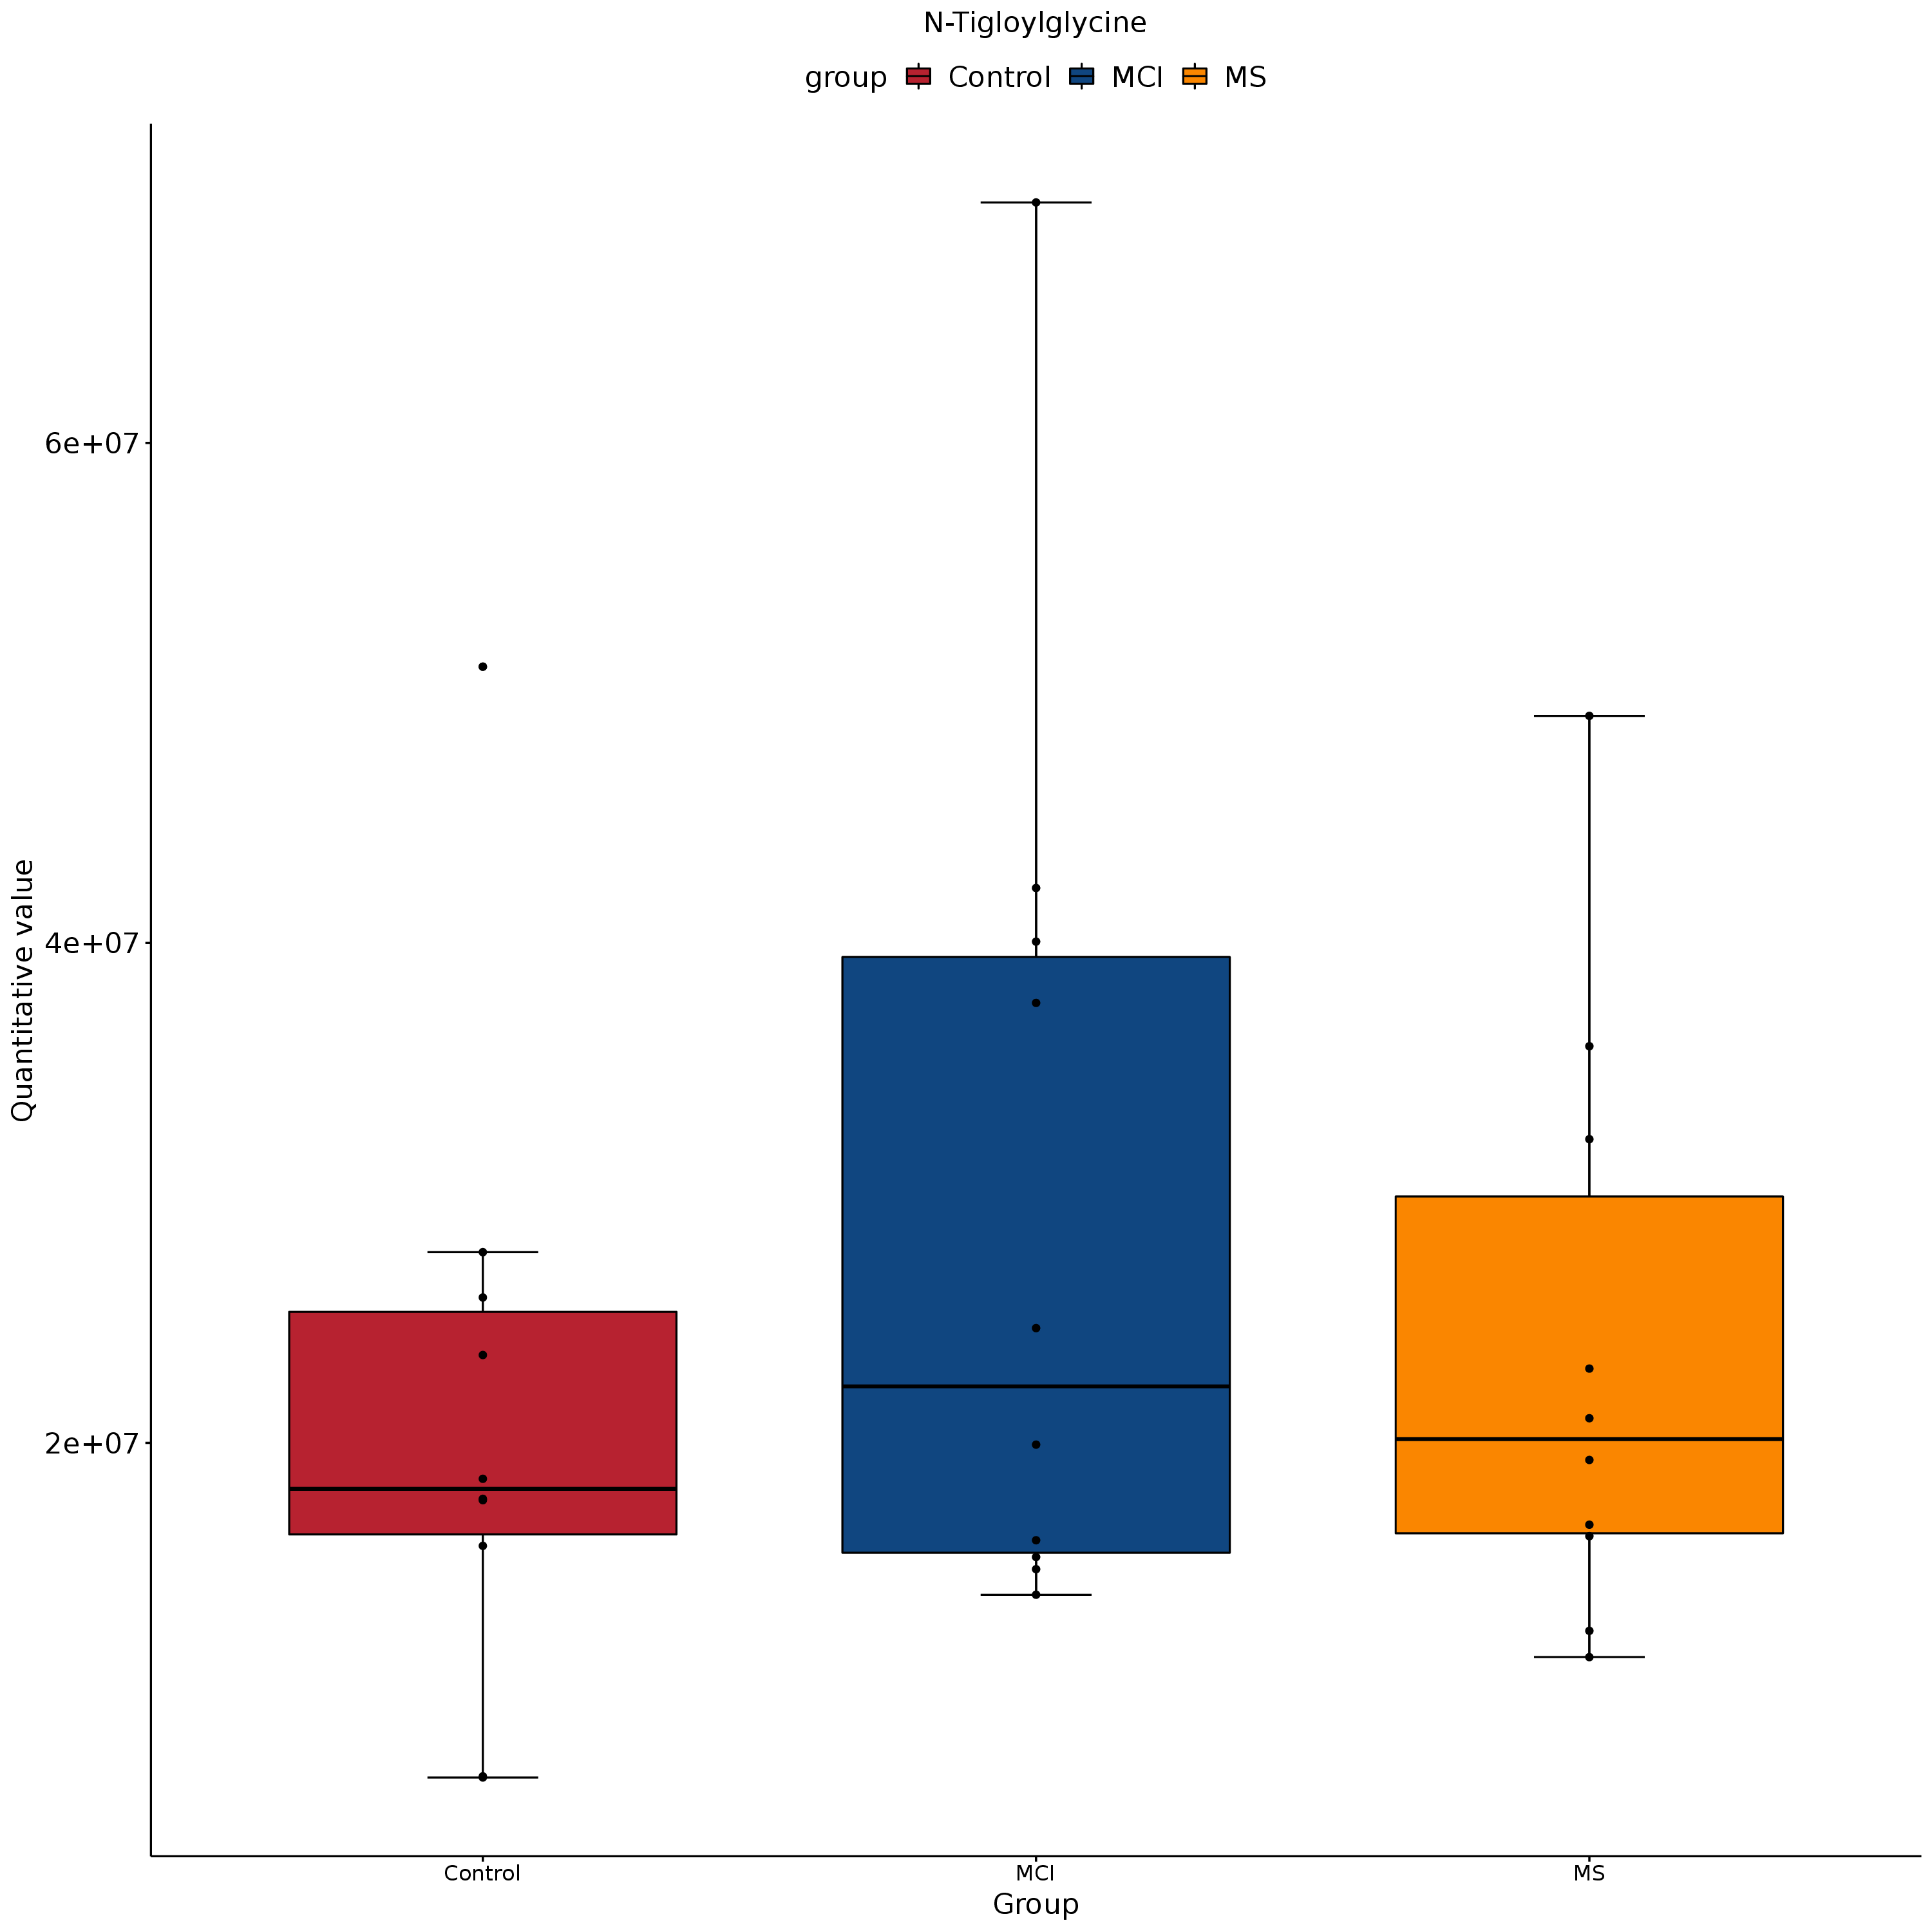 N-Tigloylglycine
group Control MCI MS
6e+07
4e+07
2e+07
Quantitative value
Control MCI MS
Group